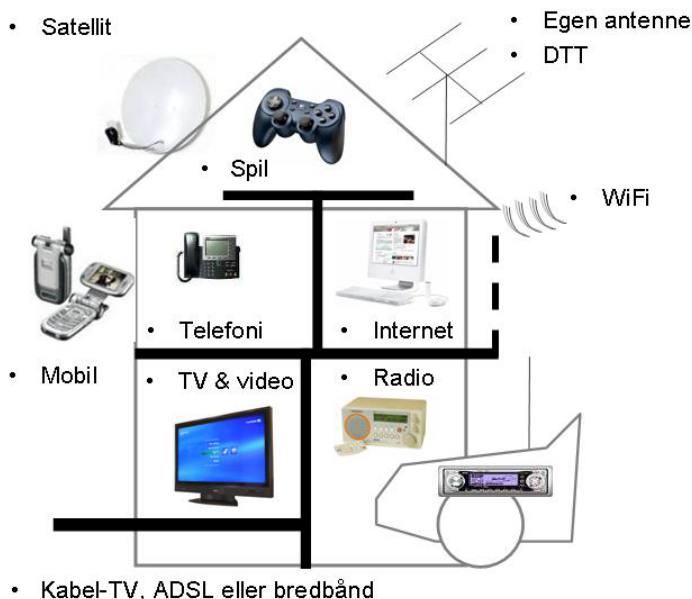 • Satellit
• Egen antenne
• DTT
• Spil
• WiFi
• Telefoni
• Internet
• Mobil
• TV & video
• Radio
• Kabel-TV, ADSL eller bredbånd